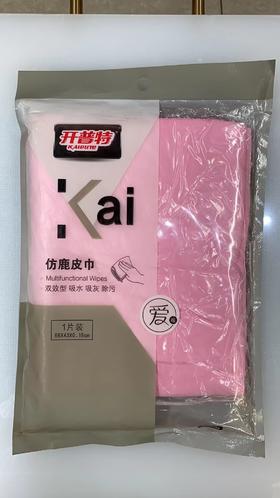 开普特
Kai
仿鹿皮巾
Multifunctional Wipes
双效型 吸水 吸灰 除污
爱
1片装